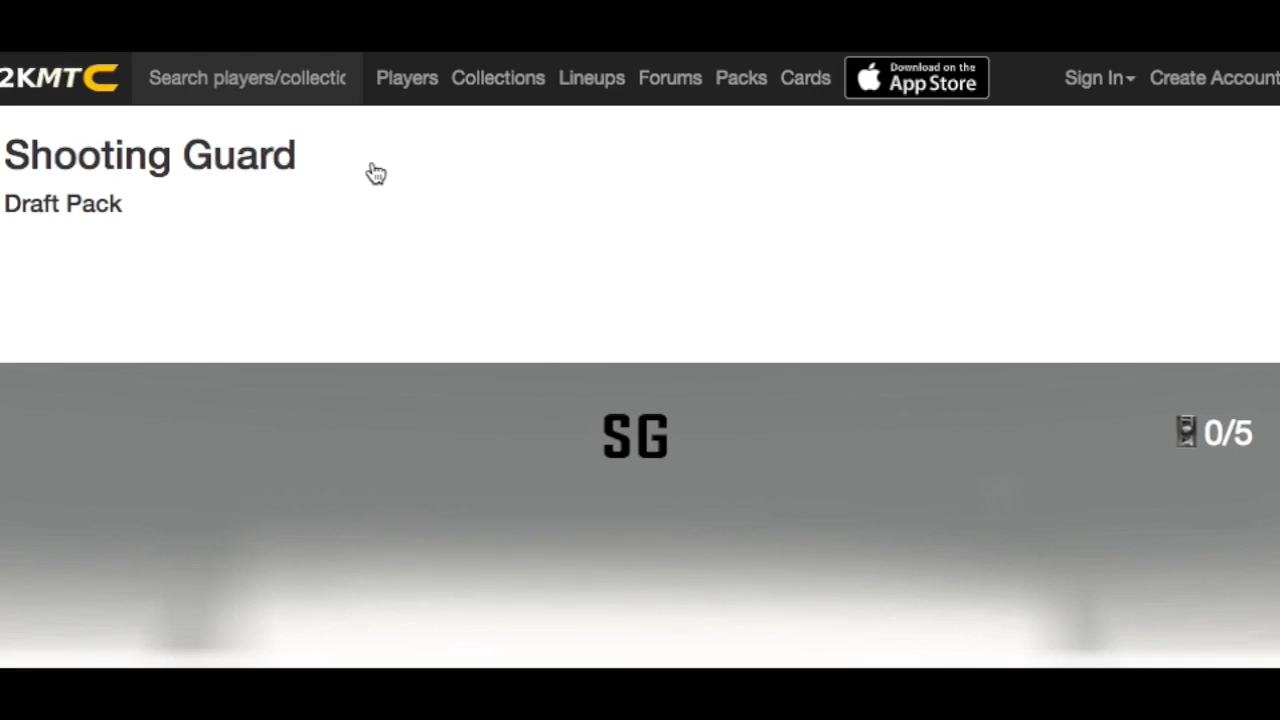 2KMTC Search players/collectic Players Collections Lineups Forums Packs Cards Download on the App Store Sign In Create Account
Shooting Guard
Draft Pack
SG
0/5